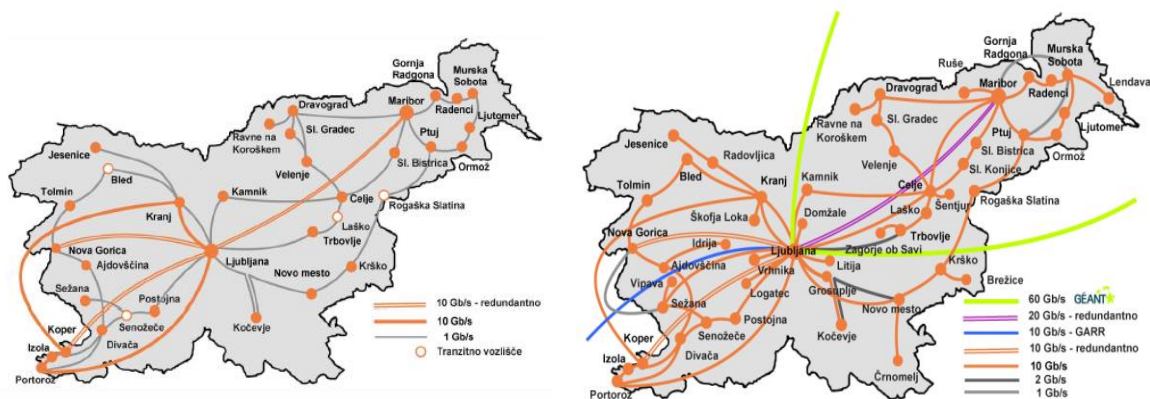 Gornja
Radgona
Murska
Sobota
Dravograd
Maribor
Radenci
Ravne na
Koroškem
Sl. Gradec
Ptuj
Ljutomer
Jesenice
Velenje
Sl. Bistrica
Ormož
Bled
Kamnik
Celje
Tolmin
Kranj
Rogaška Slatina
Laško
Trbovlje
Nova Gorica
Ljubljana
Ajdovščina
Novo mesto
Krško
Sežana
Postojna
Senožeče
Kočevje
Koper
Divača
Izola
Portorož
10 Gb/s - redundantno
10 Gb/s
1 Gb/s
Tranzitno vozlišče
Gornja
Radgona
Murska
Sobota
Ruše
Maribor
Dravograd
Radenci
Lendava
Ravne na
Koroškem
Sl. Gradec
Ptuj
Ljutomer
Jesenice
Radovljica
Velenje
Sl. Bistrica
Ormož
Bled
Sl. Konjice
Tolmin
Kranj
Kamnik
Celje
Rogaška Slatina
Škofja Loka
Domžale
Laško
Šentjur
Nova Gorica
Idrija
Ljubljana
Trbovlje
Zagorje ob Savi
Ajdovščina
Vrhnika
Litija
Krško
Vipava
Logatec
Grosuplje
Brežice
Sežana
Novo mesto
Postojna
Senožeče
Kočevje
Koper
Divača
Izola
Portorož
Črnomelj
60 Gb/s GÉANT
20 Gb/s - redundantno
10 Gb/s - GARR
10 Gb/s - redundantno
10 Gb/s
2 Gb/s
1 Gb/s